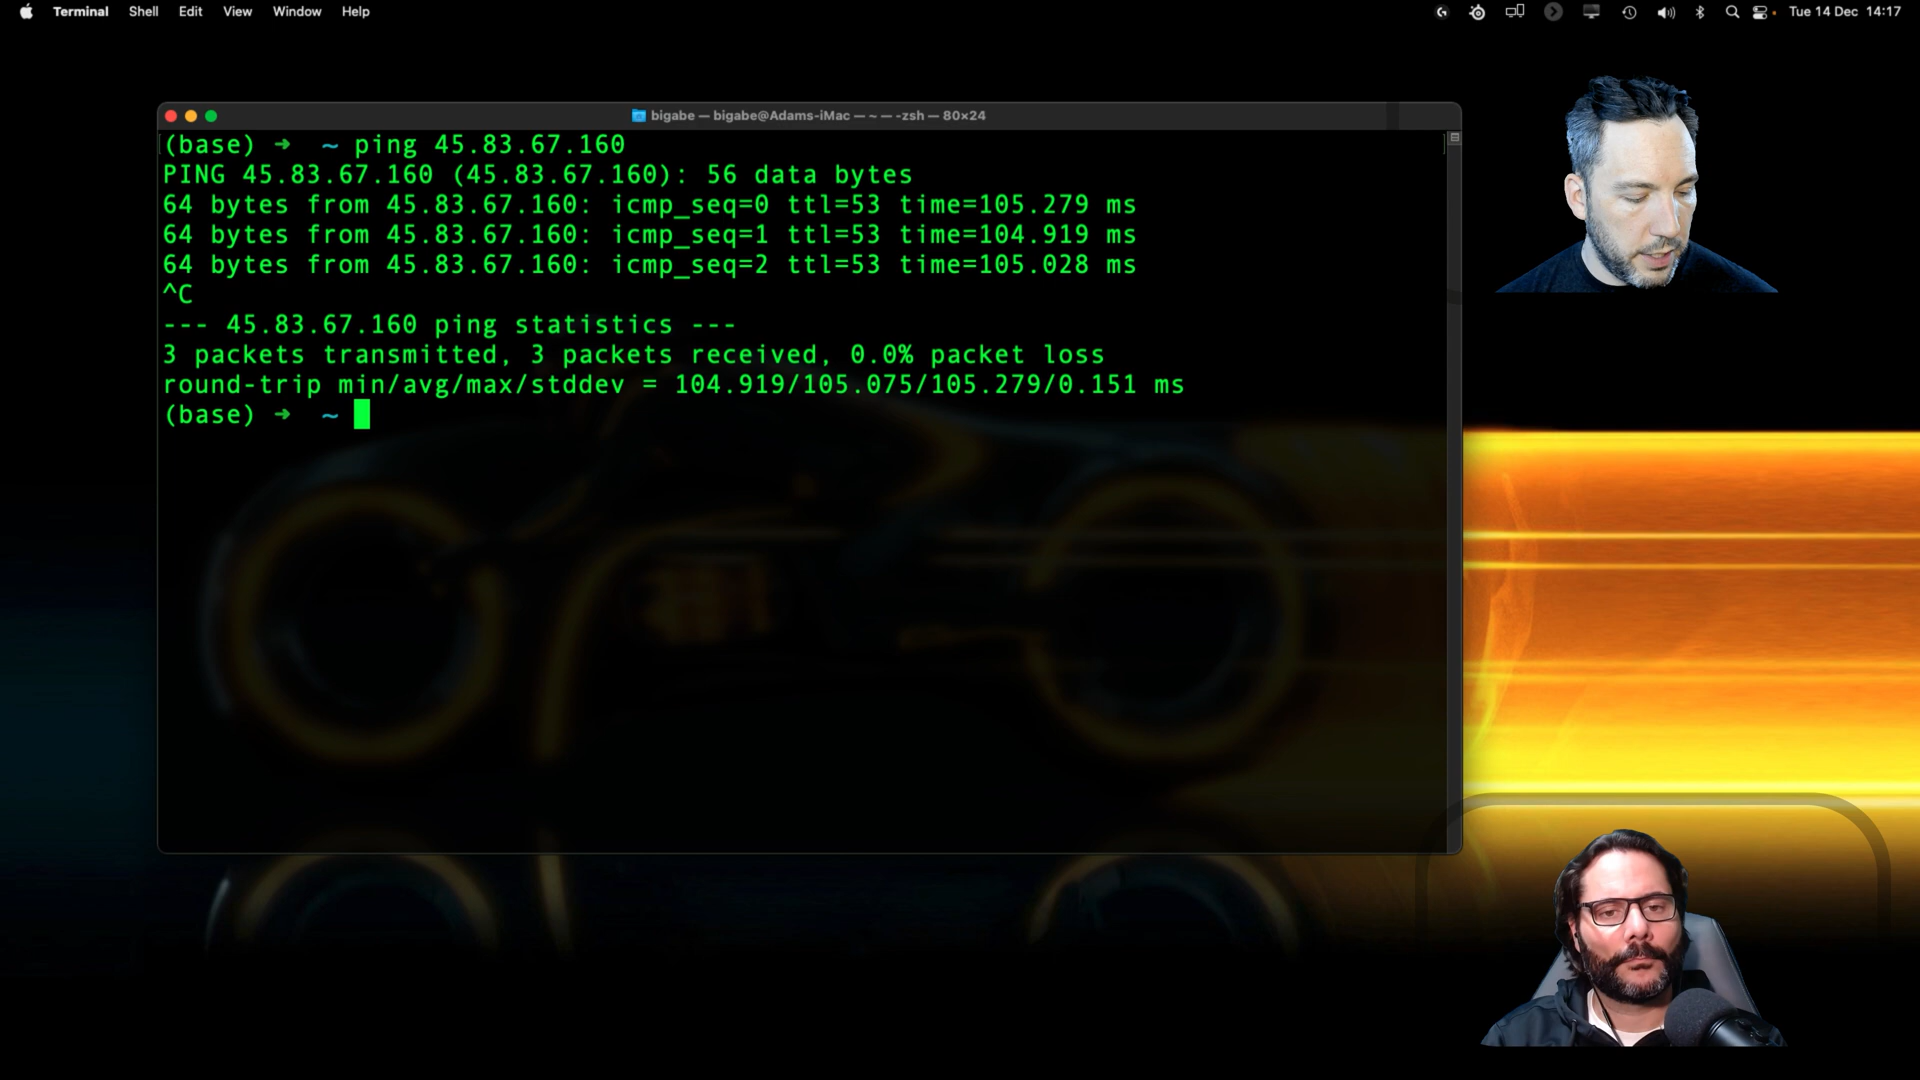 Terminal Shell Edit View Window Help Tue 14 Dec 14:17
bigabe — bigabe@Adams-iMac — ~ — -zsh — 80×24
(base) ➜ ~ ping 45.83.67.160
PING 45.83.67.160 (45.83.67.160): 56 data bytes
64 bytes from 45.83.67.160: icmp_seq=0 ttl=53 time=105.279 ms
64 bytes from 45.83.67.160: icmp_seq=1 ttl=53 time=104.919 ms
64 bytes from 45.83.67.160: icmp_seq=2 ttl=53 time=105.028 ms
^C
--- 45.83.67.160 ping statistics ---
3 packets transmitted, 3 packets received, 0.0% packet loss
round-trip min/avg/max/stddev = 104.919/105.075/105.279/0.151 ms
(base) ➜ ~